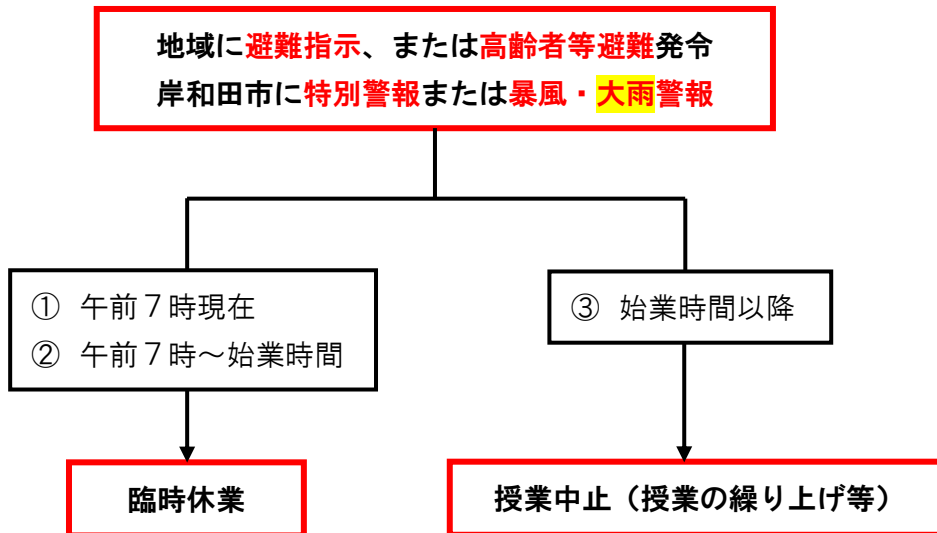 地域に避難指示、または高齢者等避難発令
岸和田市に特別警報または暴風・大雨警報
① 午前７時現在
② 午前７時～始業時間
③ 始業時間以降
臨時休業
授業中止（授業の繰り上げ等）